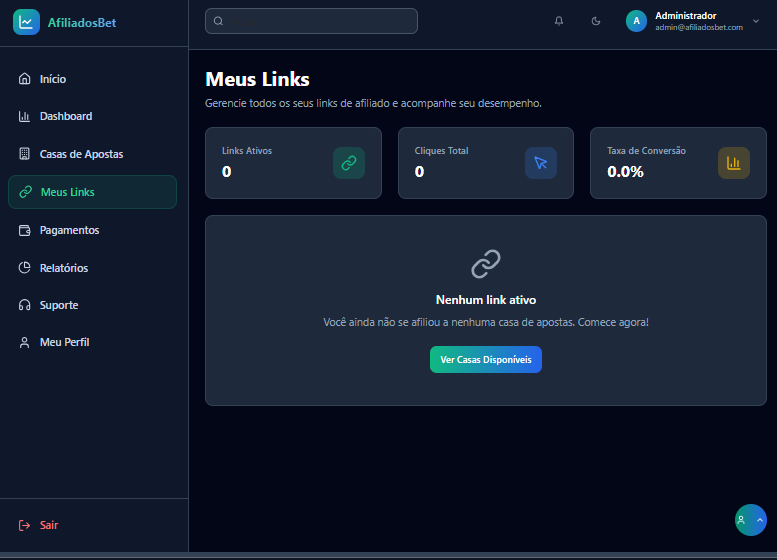 AfiliadosBet
Início
Dashboard
Casas de Apostas
Meus Links
Pagamentos
Relatórios
Suporte
Meu Perfil
Sair
A
Administrador
admin@afiliadosbet.com
Meus Links
Gerencie todos os seus links de afiliado e acompanhe seu desempenho.
Links Ativos
0
Cliques Total
0
Taxa de Conversão
0.0%
Nenhum link ativo
Você ainda não se afiliou a nenhuma casa de apostas. Comece agora!
Ver Casas Disponíveis